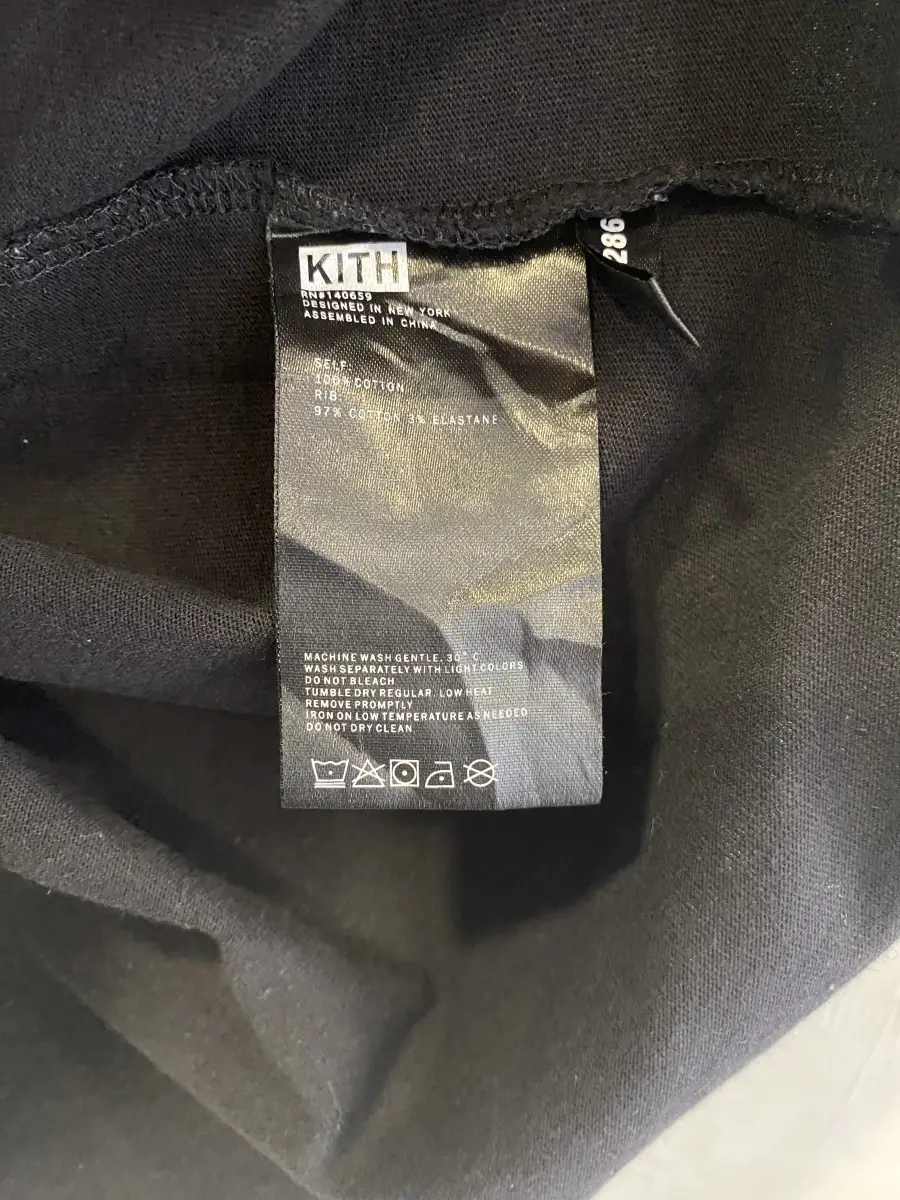 KITH
RN#140659
DESIGNED IN NEW YORK
ASSEMBLED IN CHINA
SELF:
100% COTTON
RIB:
97% COTTON 3% ELASTANE
MACHINE WASH GENTLE, 30° C
WASH SEPARATELY WITH LIGHT COLORS
DO NOT BLEACH
TUMBLE DRY REGULAR, LOW HEAT
REMOVE PROMPTLY
IRON ON LOW TEMPERATURE AS NEEDED
DO NOT DRY CLEAN
286